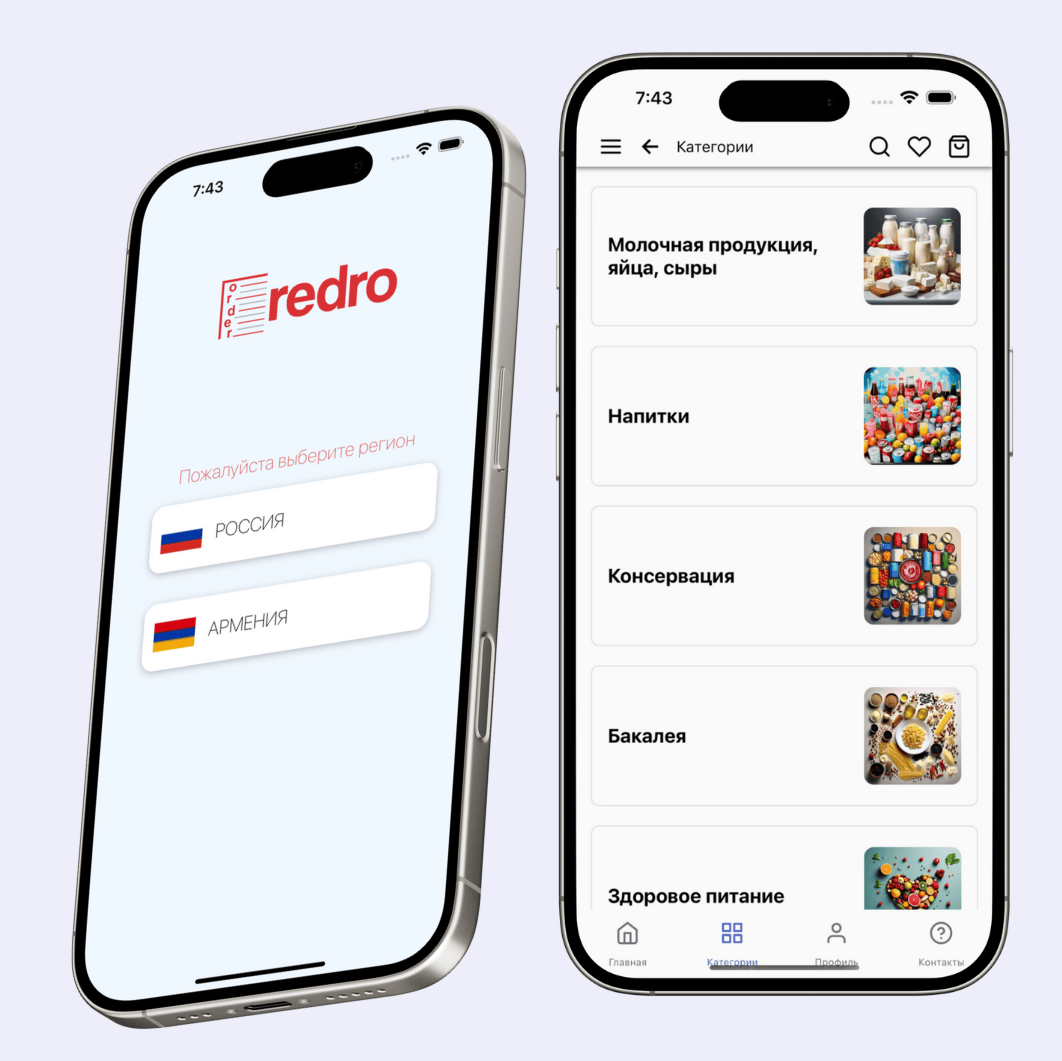 7:43
order
redro
Пожалуйста выберите регион
РОССИЯ
АРМЕНИЯ
7:43
Категории
Молочная продукция,
яйца, сыры
Напитки
Консервация
Бакалея
Здоровое питание
Главная
Категории
Профиль
Контакты